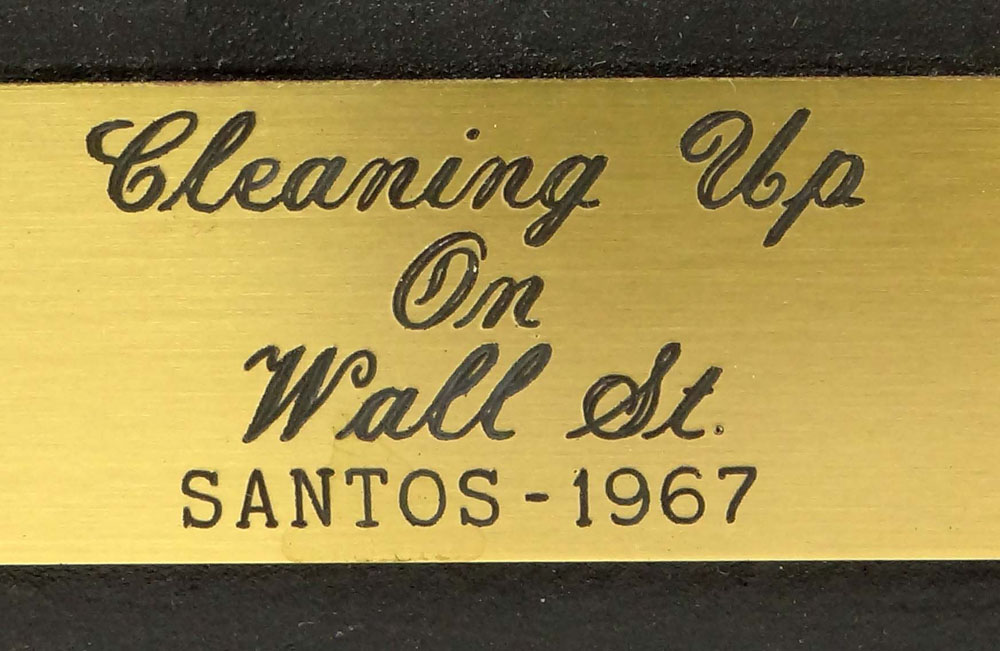 Cleaning Up
On
Wall St.
SANTOS - 1967